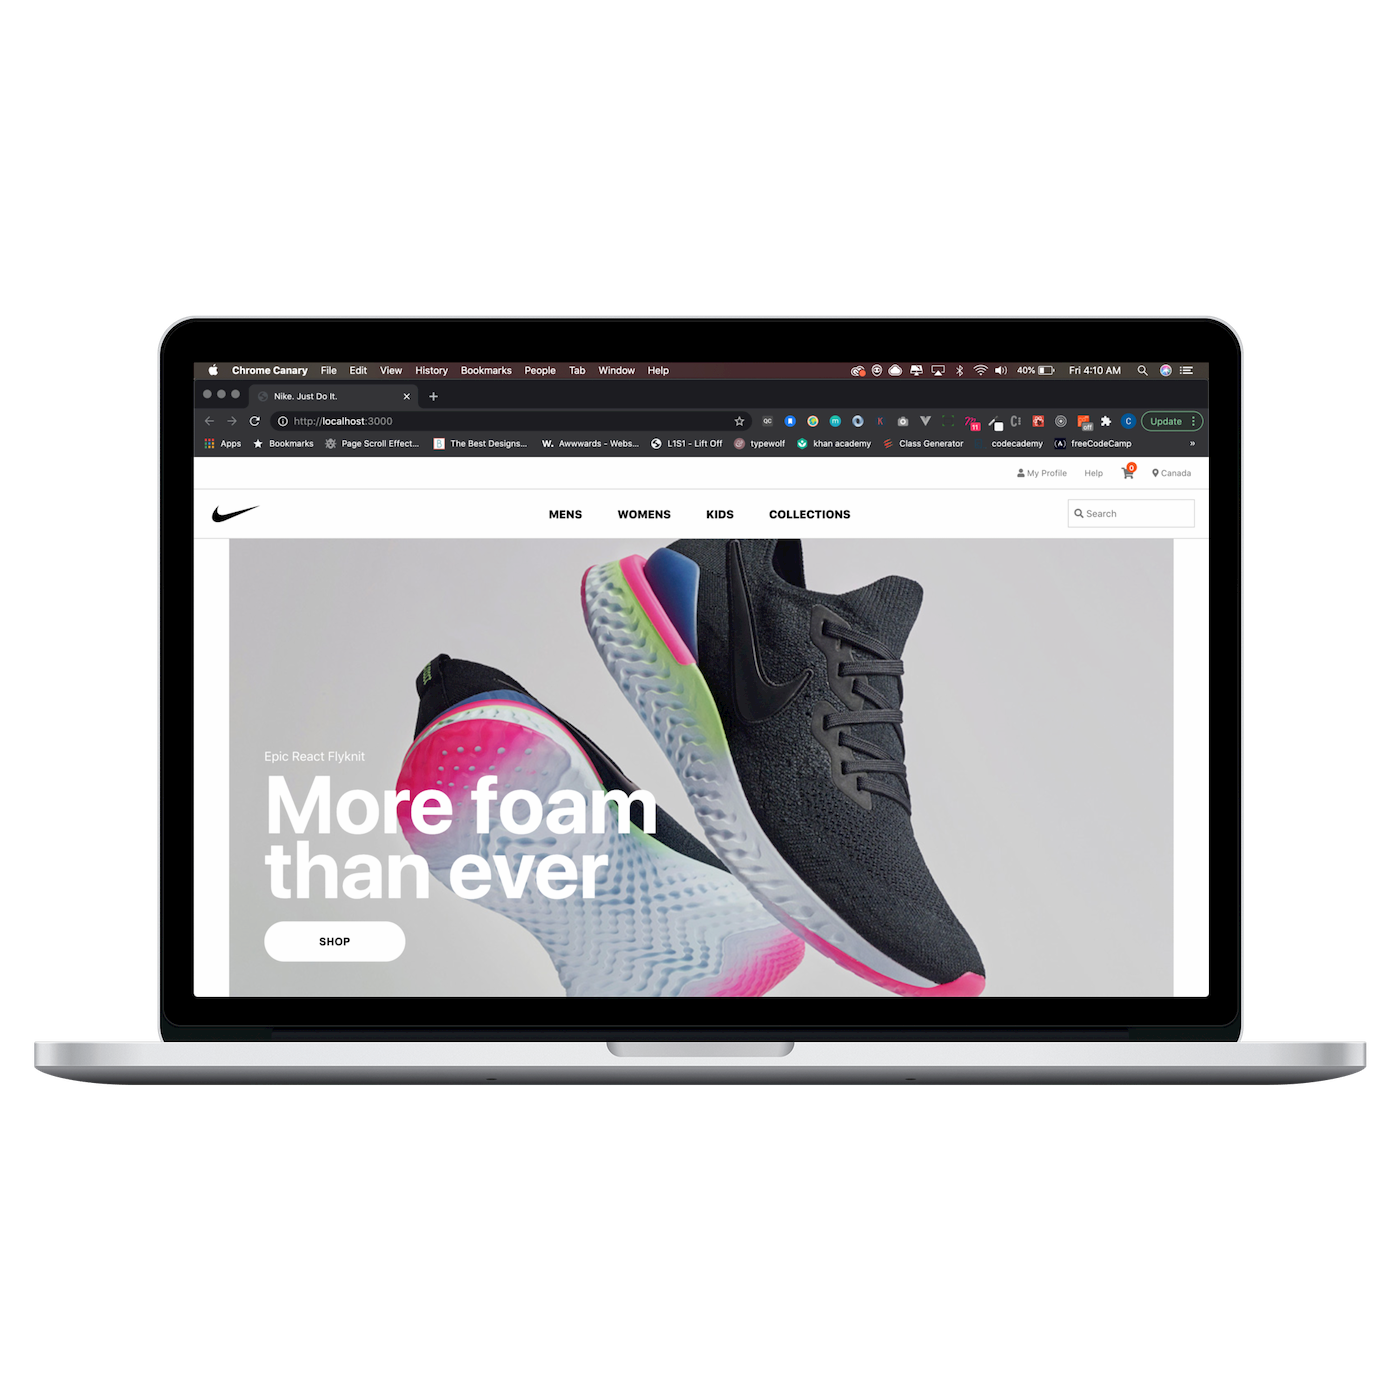 Chrome Canary File Edit View History Bookmarks People Tab Window Help 40% Fri 4:10 AM
Nike. Just Do It.
http://localhost:3000 QC m K 11 off C Update
Apps Bookmarks Page Scroll Effect... The Best Designs... W. Awwwards - Webs... L1S1 - Lift Off typewolf khan academy Class Generator codecademy (A) freeCodeCamp »
My Profile Help 0 Canada
MENS WOMENS KIDS COLLECTIONS Search
Epic React Flyknit
More foam
than ever
SHOP